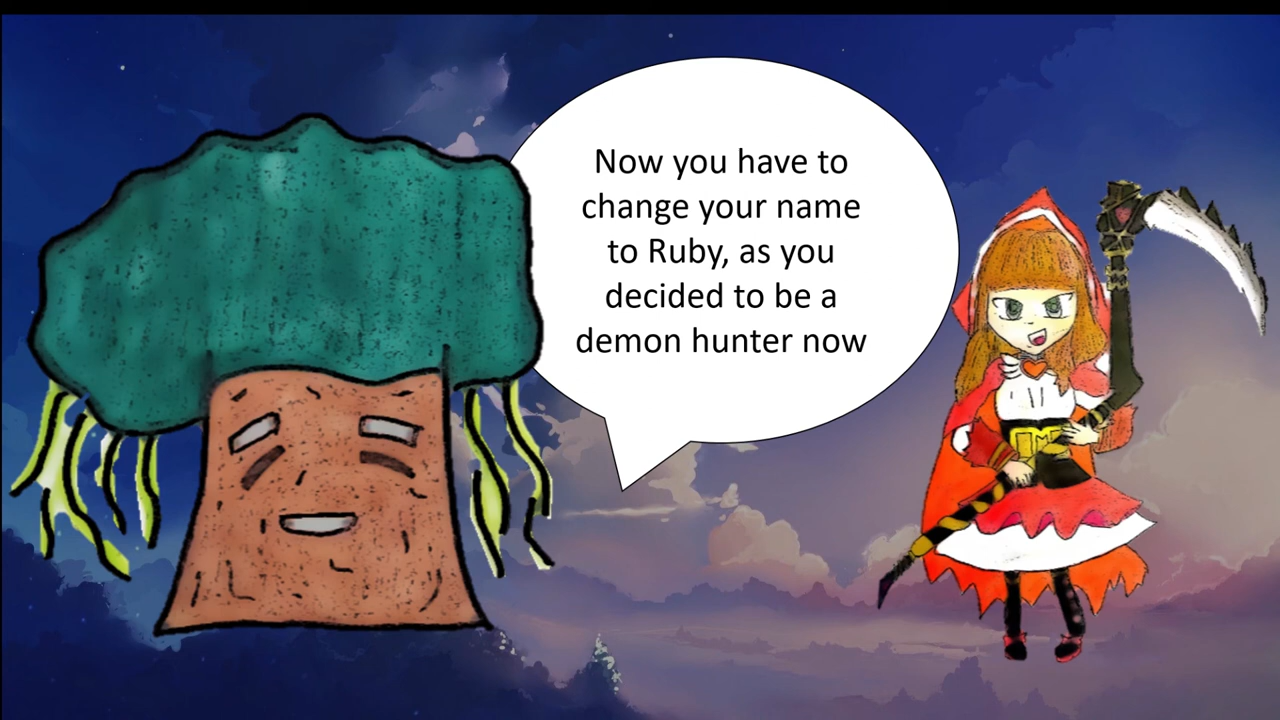 Now you have to
change your name
to Ruby, as you
decided to be a
demon hunter now